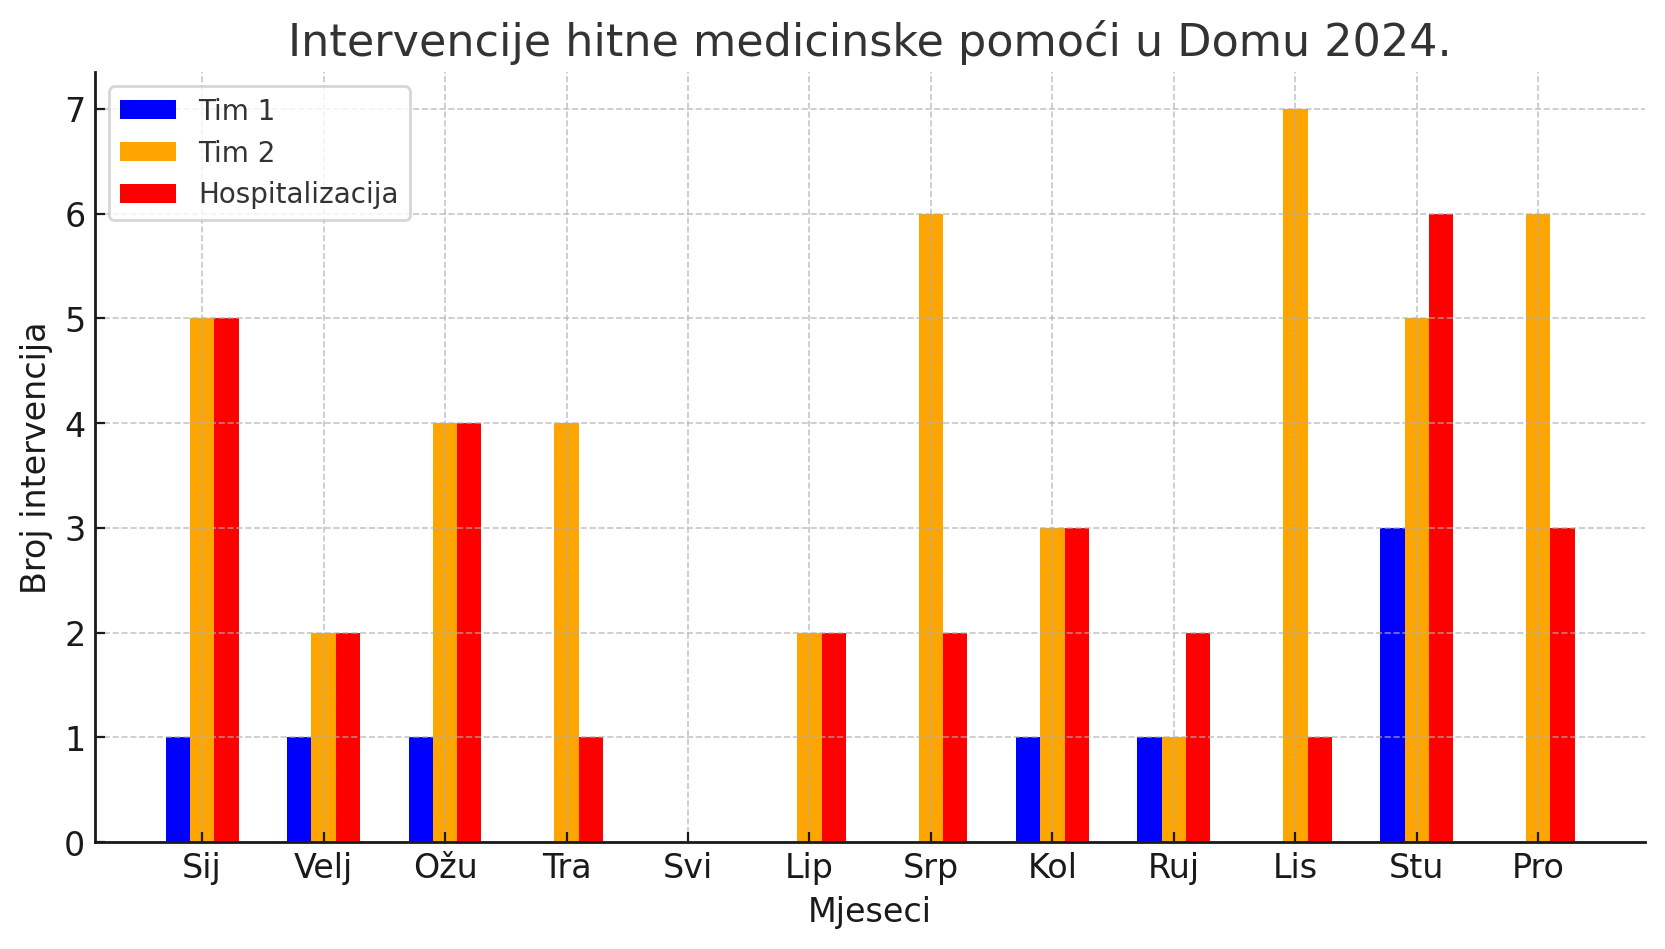 Intervencije hitne medicinske pomoći u Domu 2024.
Tim 1
Tim 2
Hospitalizacija
Broj intervencija
7
6
5
4
3
2
1
0
Sij Velj Ožu Tra Svi Lip Srp Kol Ruj Lis Stu Pro
Mjeseci